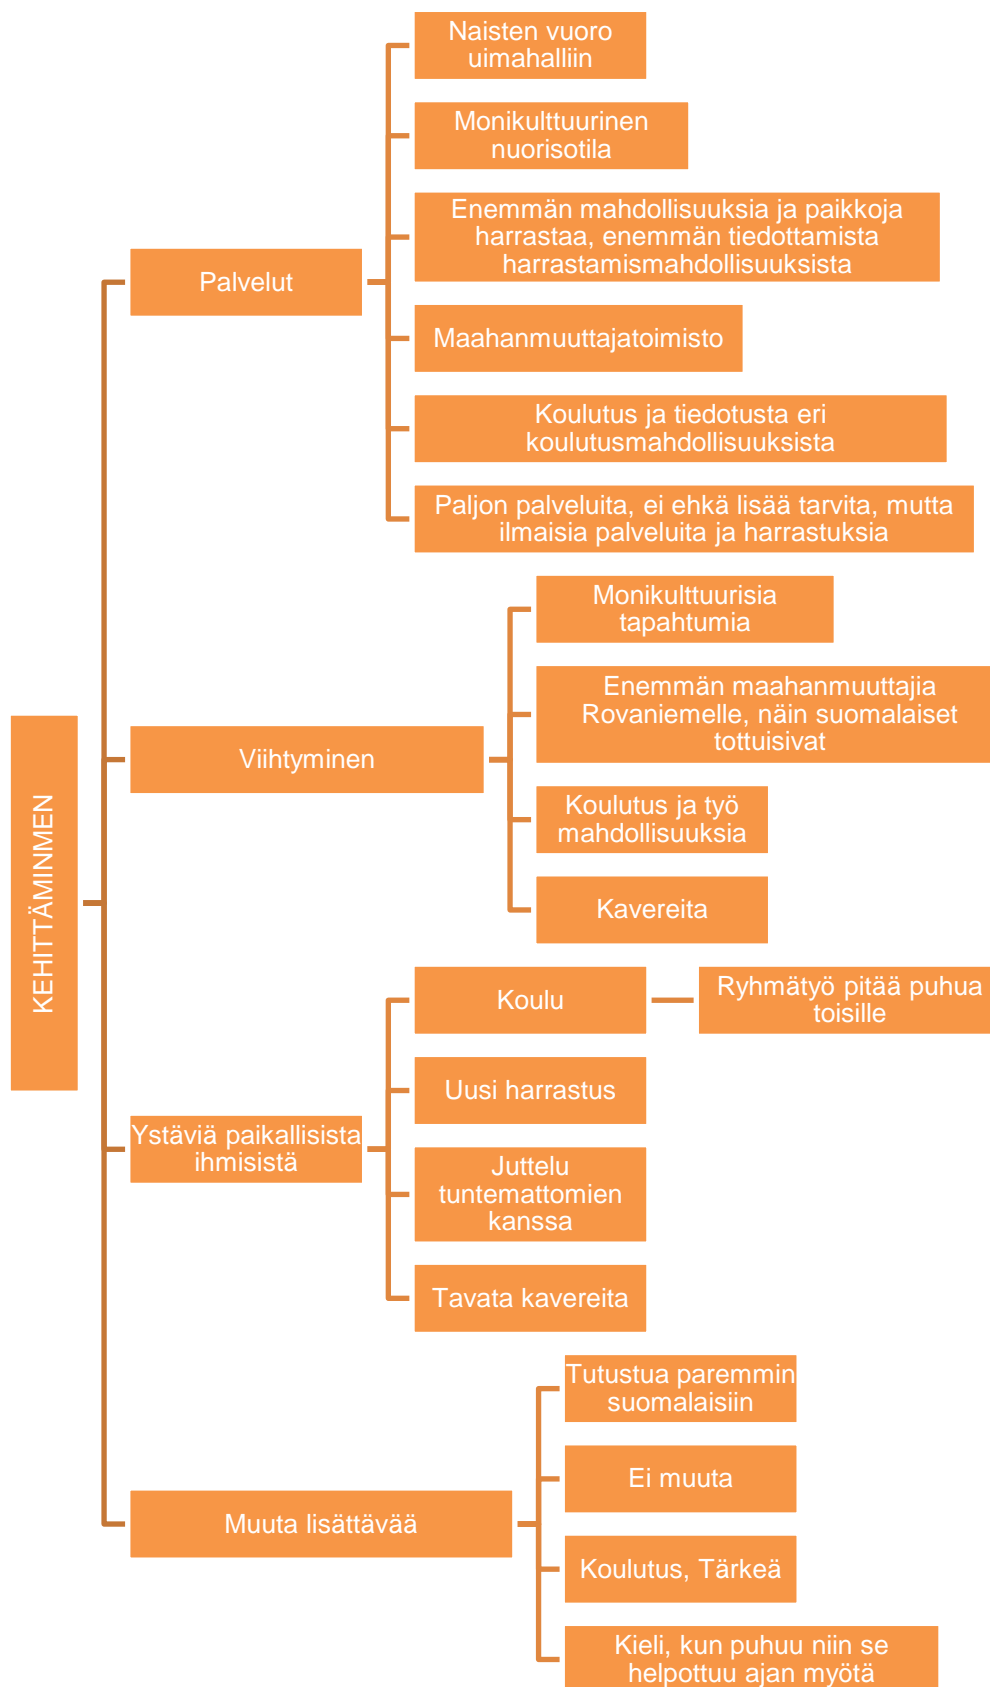 KEHITTÄMINMEN
Palvelut
Naisten vuoro
uimahalliin
Monikulttuurinen
nuorisotila
Enemmän mahdollisuuksia ja paikkoja
harrastaa, enemmän tiedottamista
harrastamismahdollisuuksista
Maahanmuuttajatoimisto
Koulutus ja tiedotusta eri
koulutusmahdollisuuksista
Paljon palveluita, ei ehkä lisää tarvita, mutta
ilmaisia palveluita ja harrastuksia
Viihtyminen
Monikulttuurisia
tapahtumia
Enemmän maahanmuuttajia
Rovaniemelle, näin suomalaiset
tottuisivat
Koulutus ja työ
mahdollisuuksia
Kavereita
Ystäviä paikallisista
ihmisistä
Koulu
Ryhmätyö pitää puhua
toisille
Uusi harrastus
Juttelu
tuntemattomien
kanssa
Tavata kavereita
Muuta lisättävää
Tutustua paremmin
suomalaisiin
Ei muuta
Koulutus, Tärkeä
Kieli, kun puhuu niin se
helpottuu ajan myötä